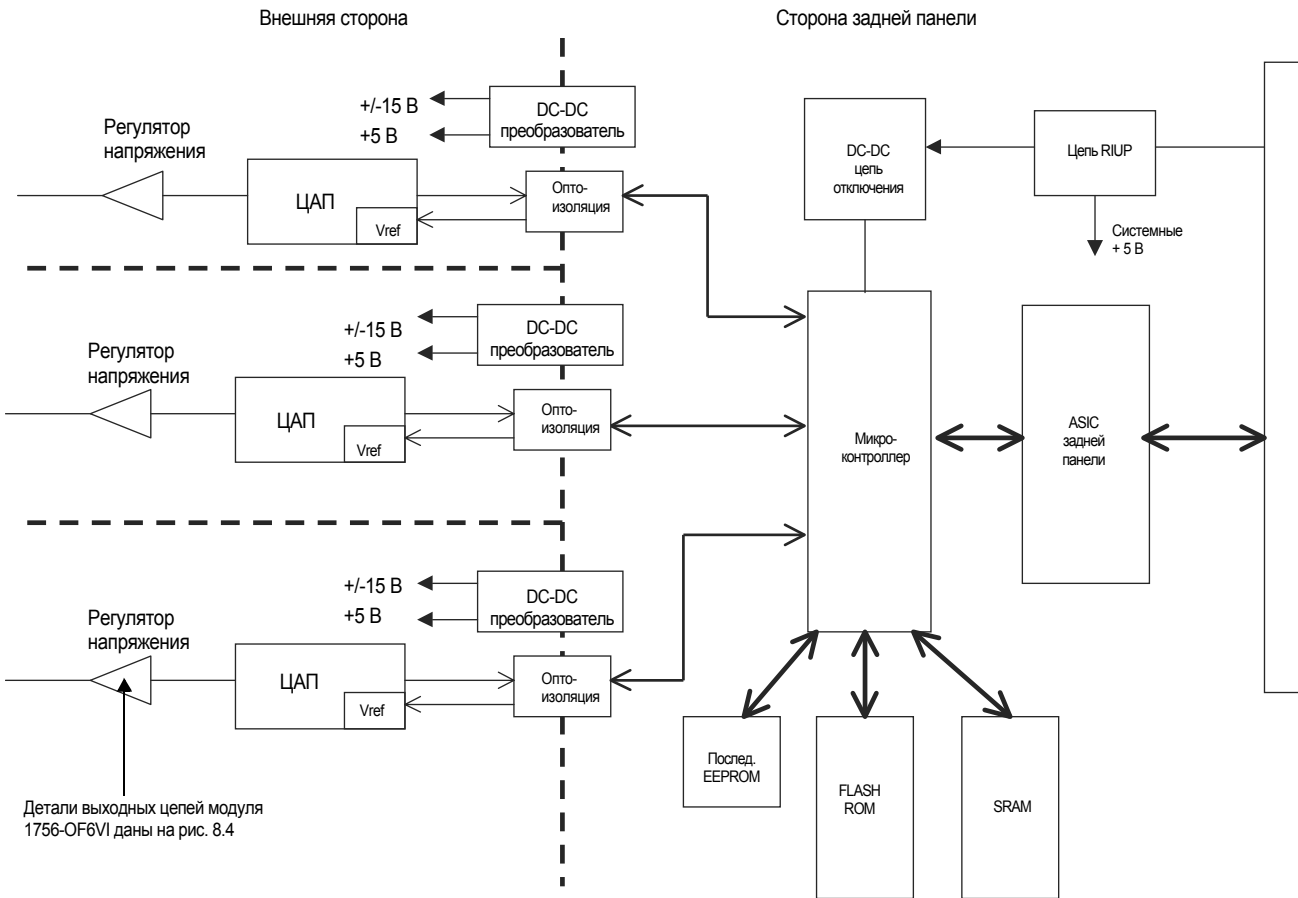 Внешняя сторона
Сторона задней панели
+/-15 В
+5 В
DC-DC
преобразователь
Регулятор
напряжения
ЦАП
Vref
Опто-
изоляция
DC-DC
цепь
отключения
Цепь RIUP
Системные
+ 5 В
+/-15 В
+5 В
DC-DC
преобразователь
Регулятор
напряжения
ЦАП
Vref
Опто-
изоляция
Микро-
контроллер
ASIC
задней
панели
+/-15 В
+5 В
DC-DC
преобразователь
Регулятор
напряжения
ЦАП
Vref
Опто-
изоляция
Послед.
EEPROM
FLASH
ROM
SRAM
Детали выходных цепей модуля
1756-OF6VI даны на рис. 8.4